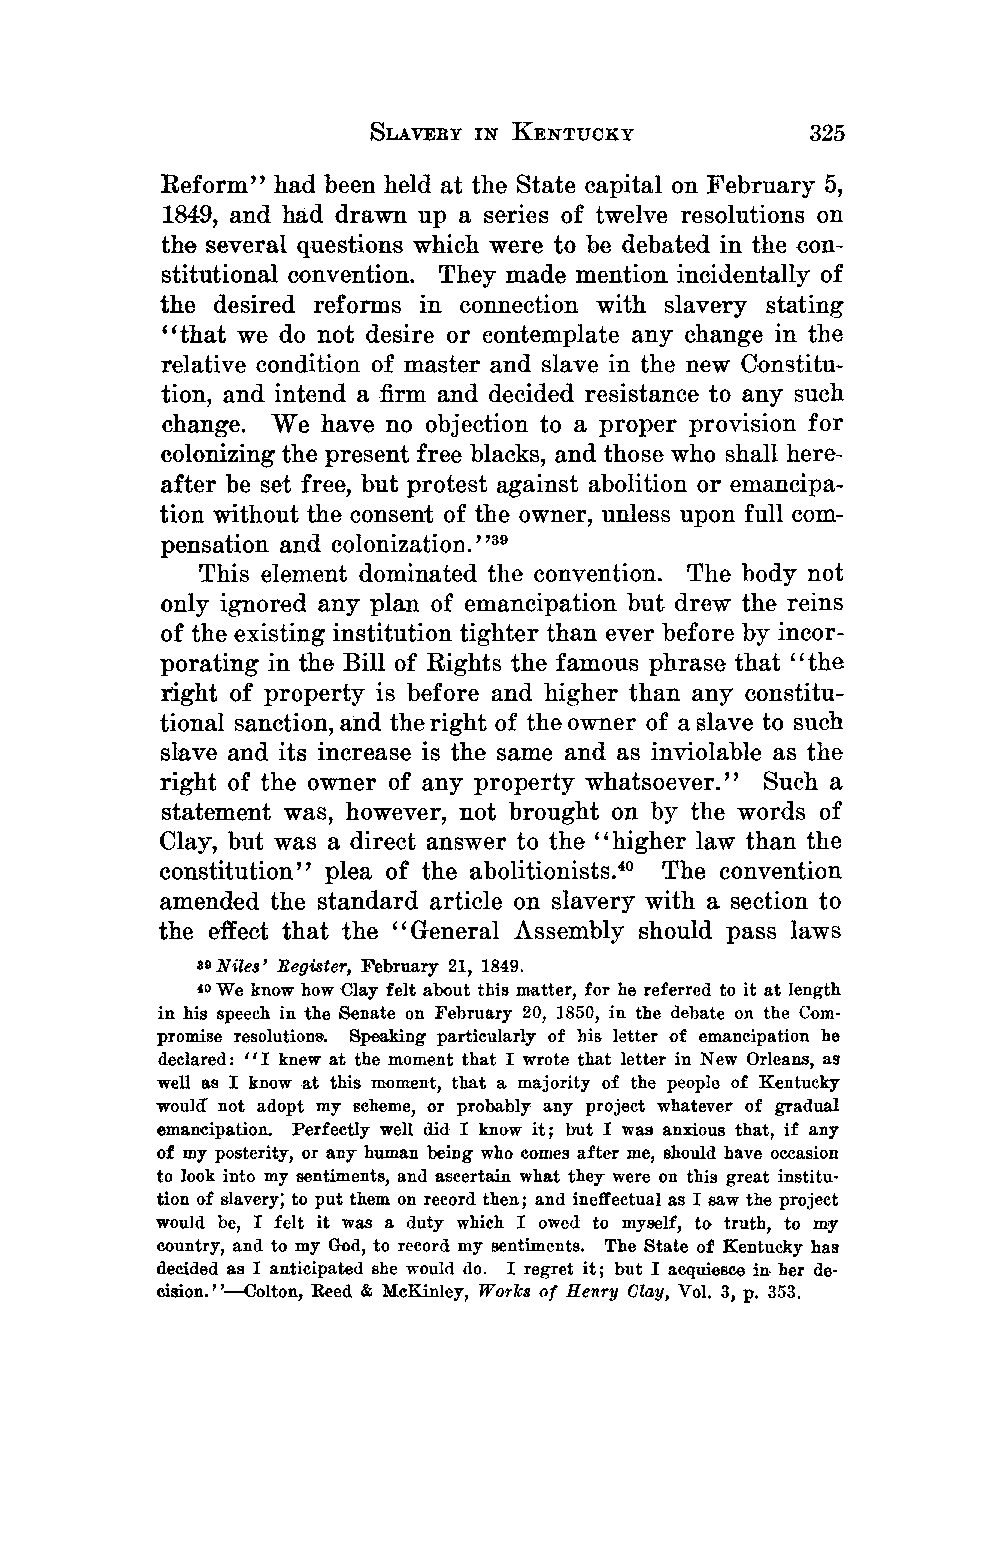 SLAVERY IN KENTUCKY 325
Reform'' had been held at the State capital on February 5,
1849, and had drawn up a series of twelve resolutions on
the several questions which were to be debated in the con-
stitutional convention. They made mention incidentally of
the desired reforms in connection with slavery stating
‘‘that we do not desire or contemplate any change in the
relative condition of master and slave in the new Constitu-
tion, and intend a firm and decided resistance to any such
change. We have no objection to a proper provision for
colonizing the present free blacks, and those who shall here-
after be set free, but protest against abolition or emancipa-
tion without the consent of the owner, unless upon full com-
pensation and colonization.’’39
This element dominated the convention. The body not
only ignored any plan of emancipation but drew the reins
of the existing institution tighter than ever before by incor-
porating in the Bill of Rights the famous phrase that ‘‘the
right of property is before and higher than any constitu-
tional sanction, and the right of the owner of a slave to such
slave and its increase is the same and as inviolable as the
right of the owner of any property whatsoever.’’ Such a
statement was, however, not brought on by the words of
Clay, but was a direct answer to the ‘‘higher law than the
constitution’’ plea of the abolitionists.40 The convention
amended the standard article on slavery with a section to
the effect that the ‘‘General Assembly should pass laws
39 Niles’ Register, February 21, 1849.
40 We know how Clay felt about this matter, for he referred to it at length
in his speech in the Senate on February 20, 1850, in the debate on the Com-
promise resolutions. Speaking particularly of his letter of emancipation he
declared: ‘‘I knew at the moment that I wrote that letter in New Orleans, as
well as I know at this moment, that a majority of the people of Kentucky
would not adopt my scheme, or probably any project whatever of gradual
emancipation. Perfectly well did I know it; but I was anxious that, if any
of my posterity, or any human being who comes after me, should have occasion
to look into my sentiments, and ascertain what they were on this great institu-
tion of slavery; to put them on record then; and ineffectual as I saw the project
would be, I felt it was a duty which I owed to myself, to truth, to my
country, and to my God, to record my sentiments. The State of Kentucky has
decided as I anticipated she would do. I regret it; but I acquiesce in her de-
cision.’’—Colton, Reed & McKinley, Works of Henry Clay, Vol. 3, p. 353.